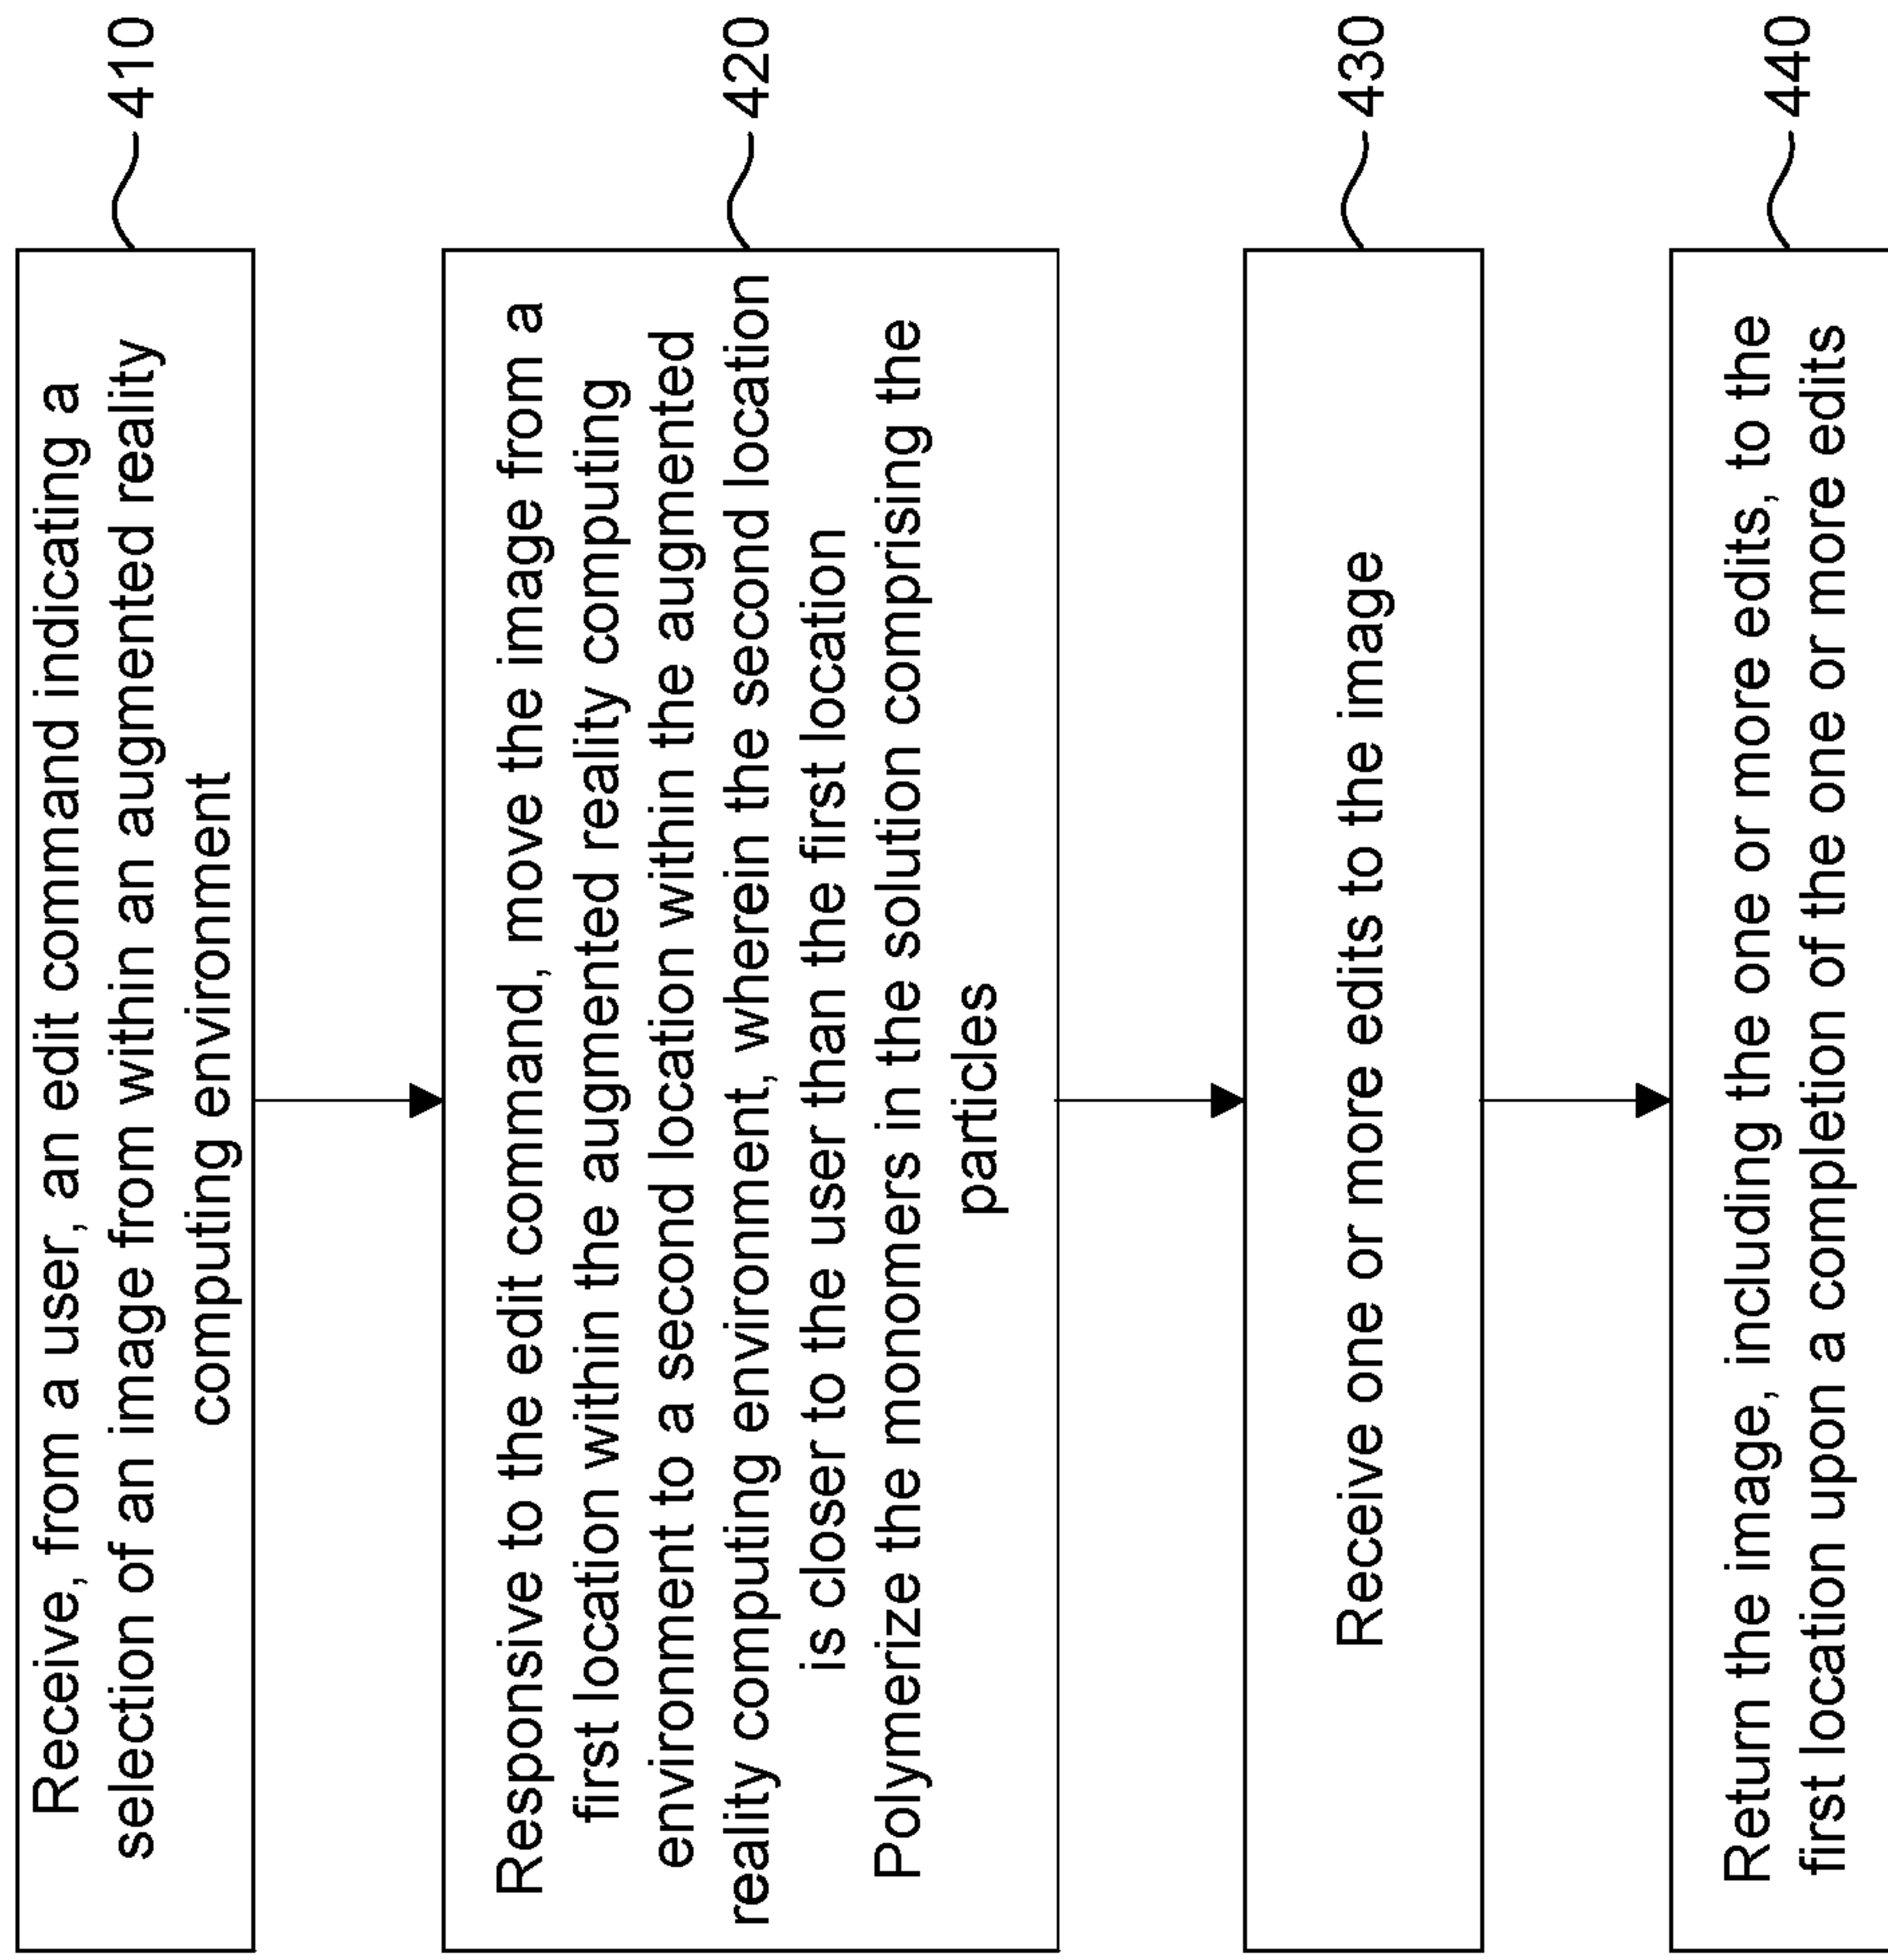 Receive, from a user, an edit command indicating a
selection of an image from within an augmented reality
computing environment
410
Responsive to the edit command, move the image from a
first location within the augmented reality computing
environment to a second location within the augmented
reality computing environment, wherein the second location
is closer to the user than the first location
Polymerize the monomers in the solution comprising the
particles
420
Receive one or more edits to the image
430
Return the image, including the one or more edits, to the
first location upon a completion of the one or more edits
440